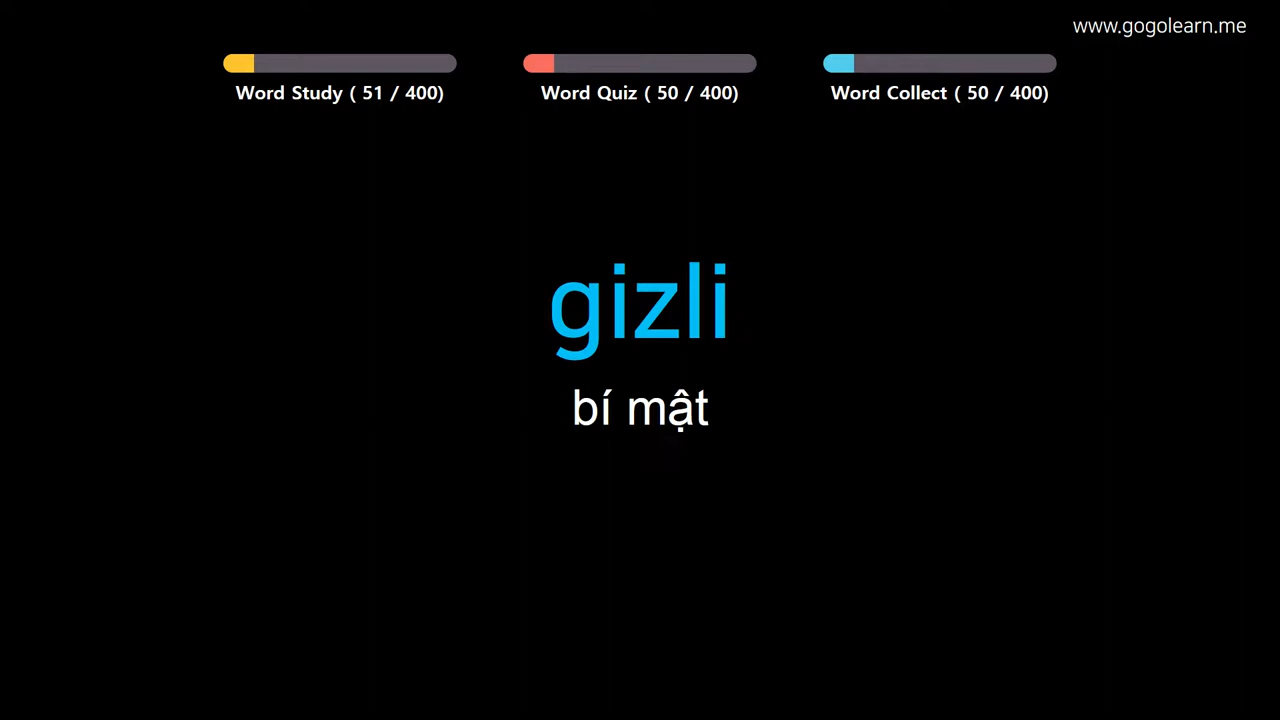 www.gogolearn.me
Word Study ( 51 / 400)
Word Quiz ( 50 / 400)
Word Collect ( 50 / 400)
gizli
bí mật